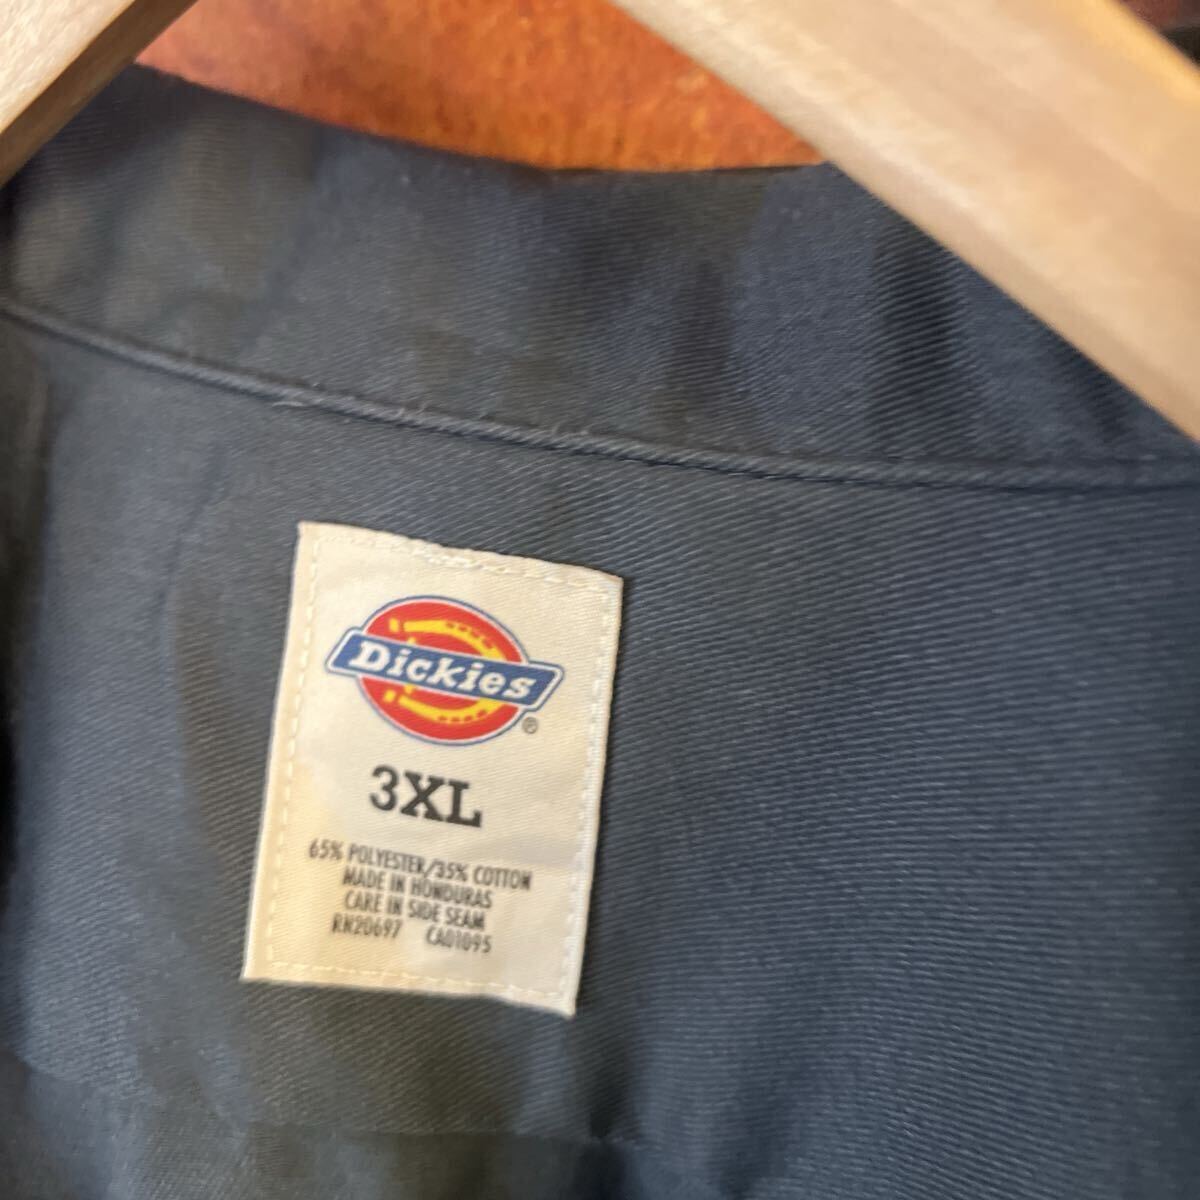 Dickies®
3XL
65% POLYESTER/35% COTTON
MADE IN HONDURAS
CARE IN SIDE SEAM
RN20697 CA01095